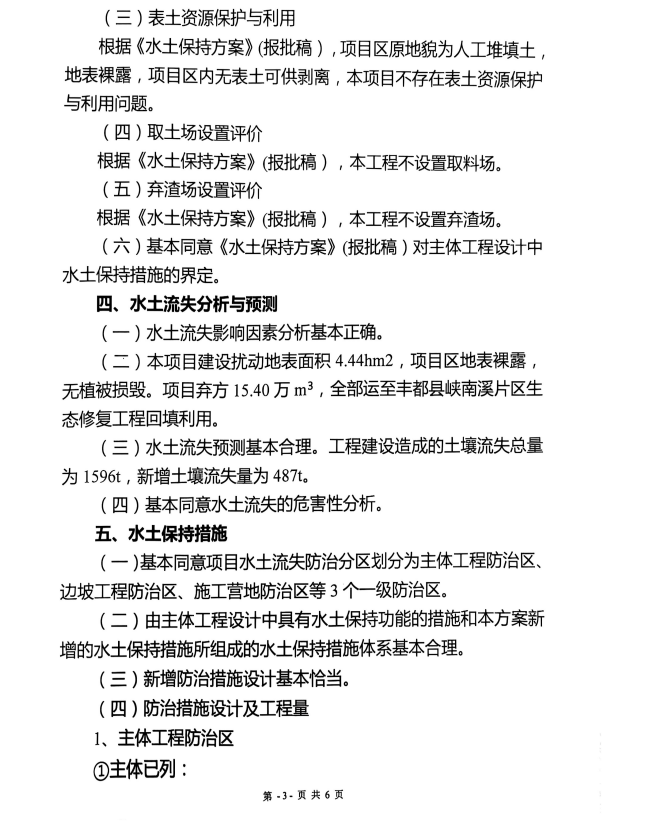 （三）表土资源保护与利用
根据《水土保持方案》(报批稿），项目区原地貌为人工堆填土，
地表裸露，项目区内无表土可供剥离，本项目不存在表土资源保护
与利用问题。
（四）取土场设置评价
根据《水土保持方案》(报批稿），本工程不设置取料场。
（五）弃渣场设置评价
根据《水土保持方案》(报批稿），本工程不设置弃渣场。
（六）基本同意《水土保持方案》(报批稿）对主体工程设计中
水土保持措施的界定。
四、水土流失分析与预测
（一）水土流失影响因素分析基本正确。
（二）本项目建设扰动地表面积 4.44hm2，项目区地表裸露，
无植被损毁。项目弃方 15.40 万 m³，全部运至丰都县峡南溪片区生
态修复工程回填利用。
（三）水土流失预测基本合理。工程建设造成的土壤流失总量
为 1596t，新增土壤流失量为 487t。
（四）基本同意水土流失的危害性分析。
五、水土保持措施
（一）基本同意项目水土流失防治分区划分为主体工程防治区、
边坡工程防治区、施工营地防治区等 3 个一级防治区。
（二）由主体工程设计中具有水土保持功能的措施和本方案新
增的水土保持措施所组成的水土保持措施体系基本合理。
（三）新增防治措施设计基本恰当。
（四）防治措施设计及工程量
1、主体工程防治区
①主体已列：
第 -3- 页 共 6 页